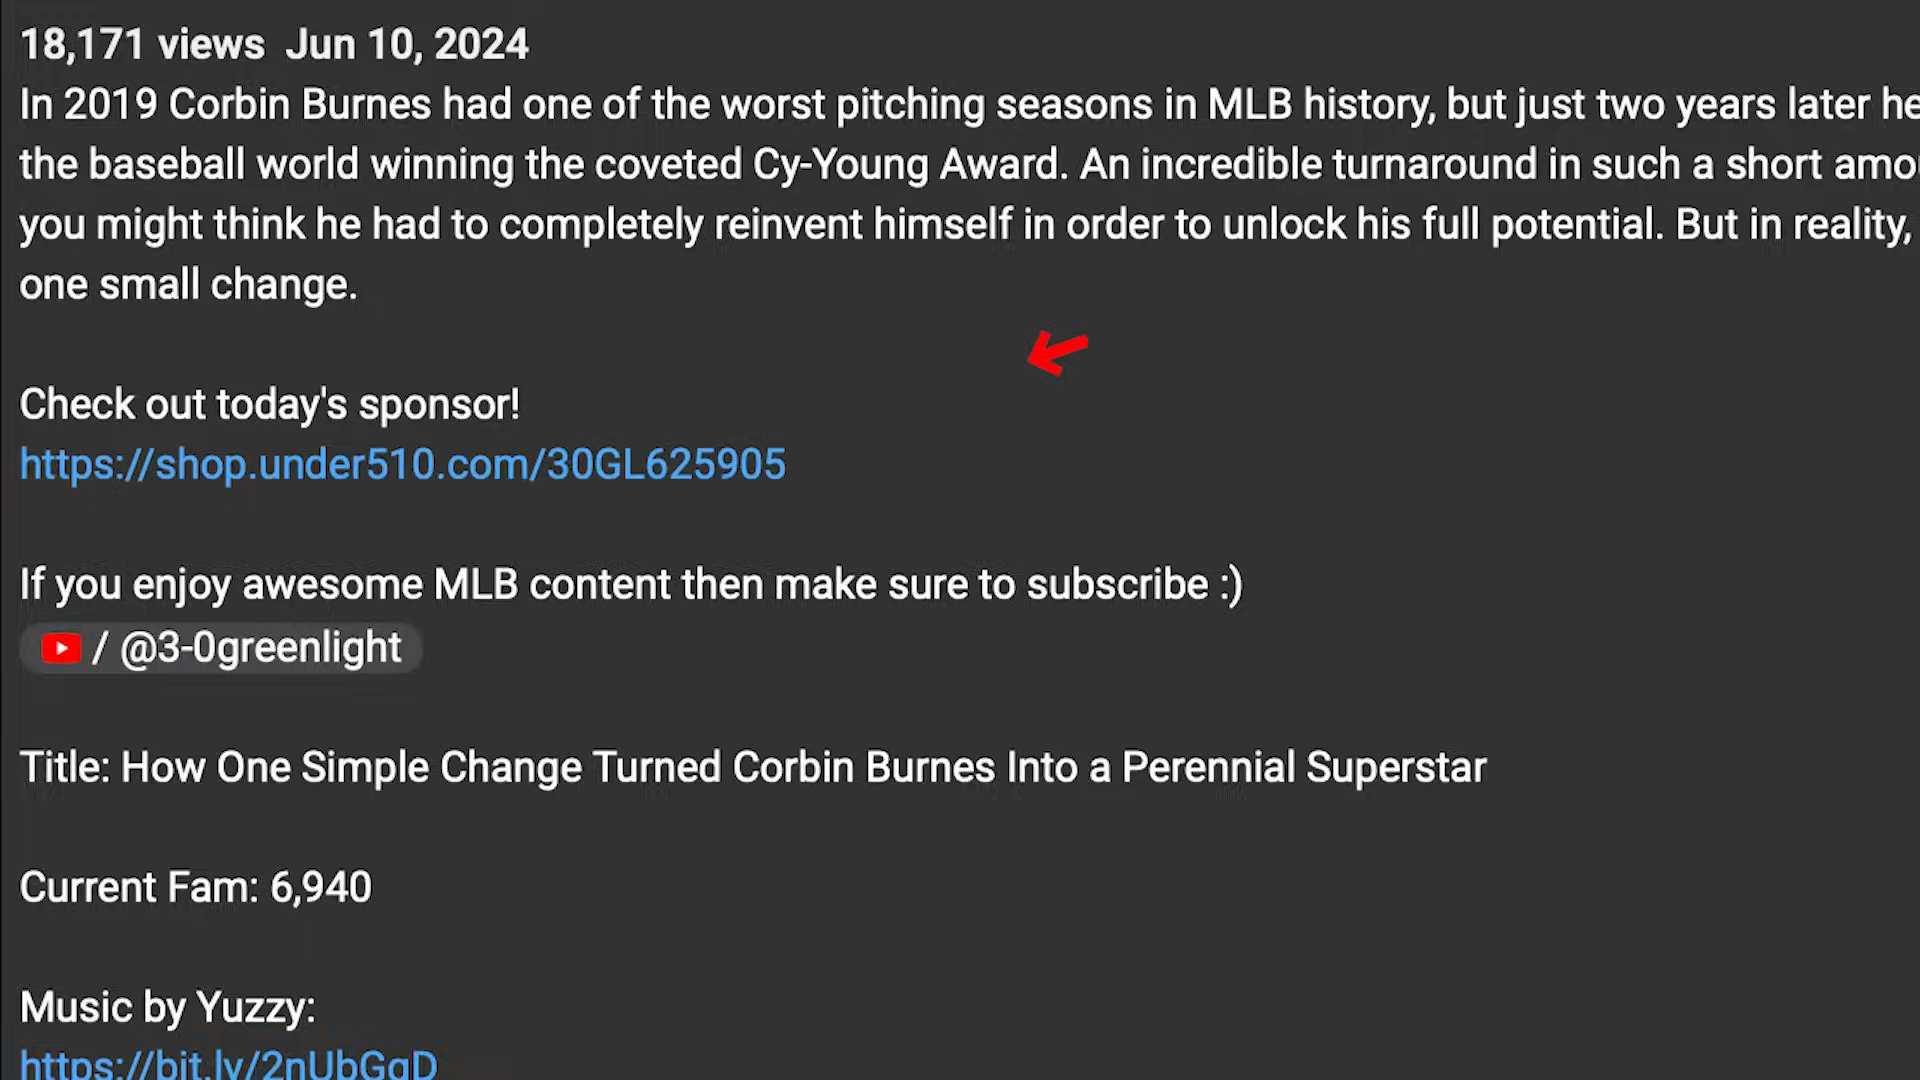 18,171 views Jun 10, 2024
In 2019 Corbin Burnes had one of the worst pitching seasons in MLB history, but just two years later he
the baseball world winning the coveted Cy-Young Award. An incredible turnaround in such a short amo
you might think he had to completely reinvent himself in order to unlock his full potential. But in reality,
one small change.
Check out today's sponsor!
https://shop.under510.com/30GL625905
If you enjoy awesome MLB content then make sure to subscribe :)
/ @3-0greenlight
Title: How One Simple Change Turned Corbin Burnes Into a Perennial Superstar
Current Fam: 6,940
Music by Yuzzy:
https://bit.ly/2nUbGgD